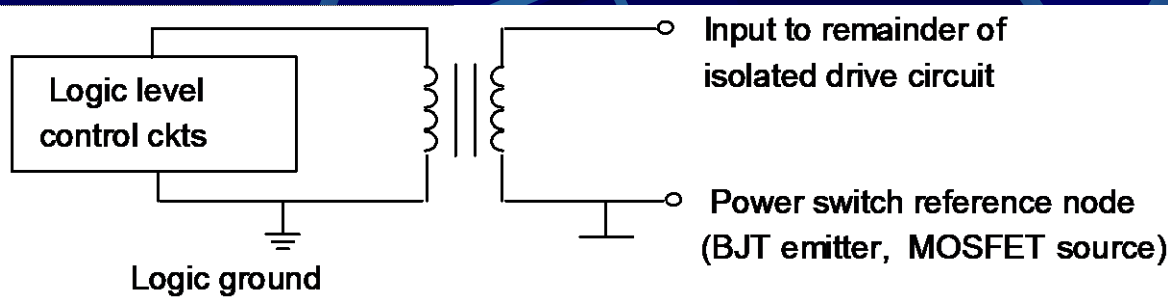 Input to remainder of
isolated drive circuit
Logic level
control ckts
Power switch reference node
(BJT emitter, MOSFET source)
Logic ground